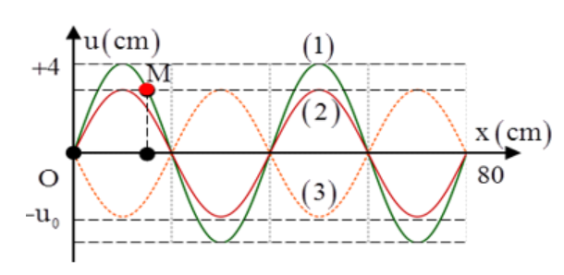 u(cm)
(1)
+4
M
(2)
x(cm)
O
(3)
80
-u₀